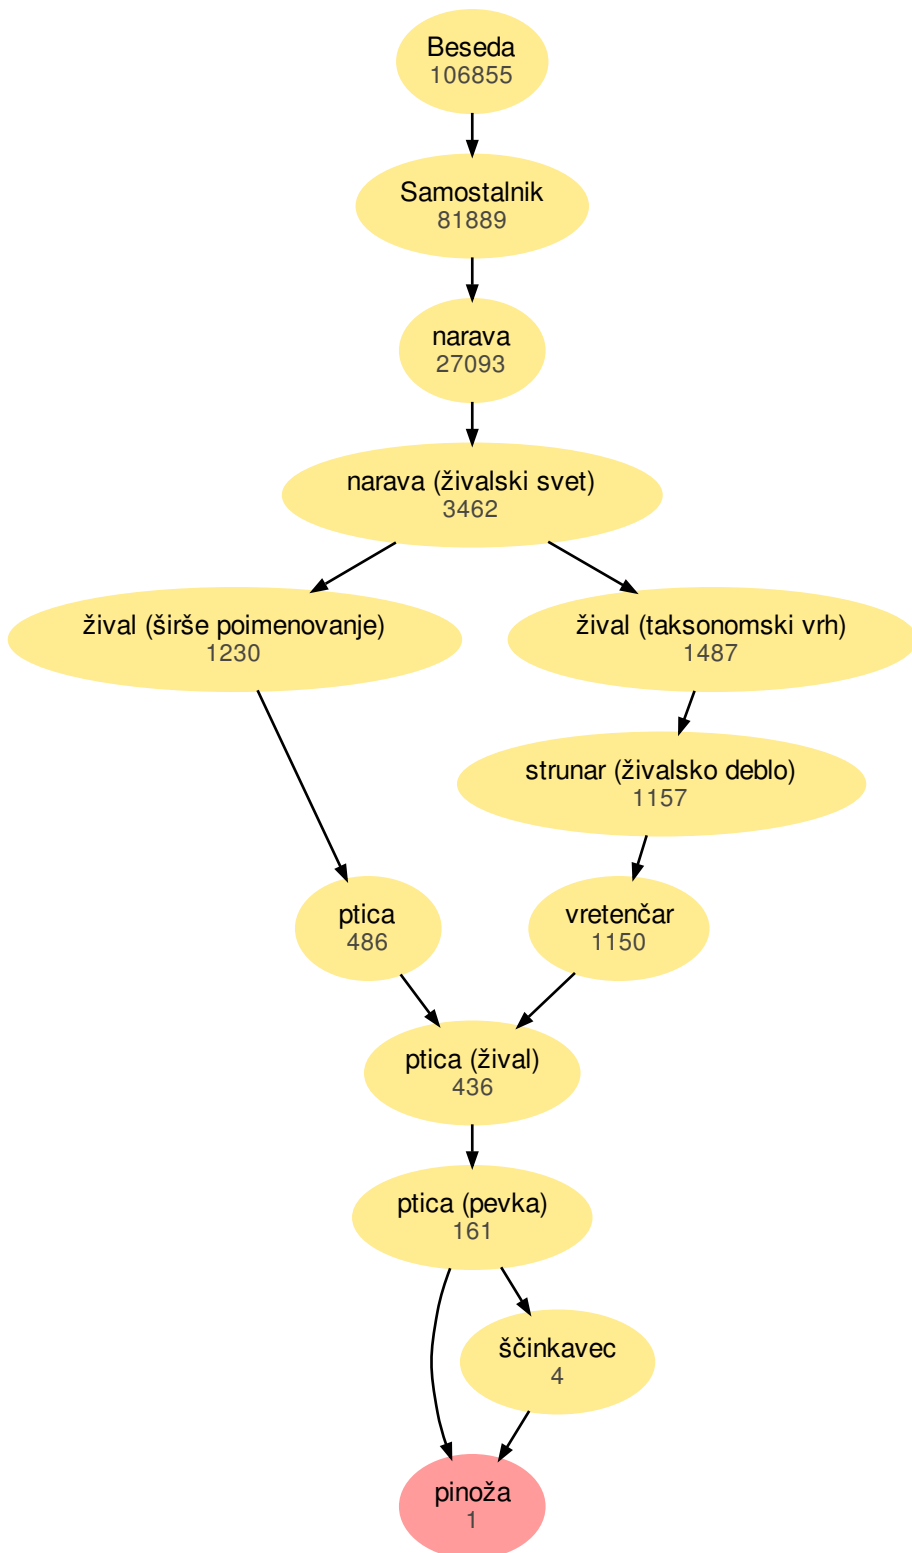 Beseda
106855
Samostalnik
81889
narava
27093
narava (živalski svet)
3462
žival (širše poimenovanje)
1230
žival (taksonomski vrh)
1487
strunar (živalsko deblo)
1157
ptica
486
vretenčar
1150
ptica (žival)
436
ptica (pevka)
161
ščinkavec
4
pinoža
1